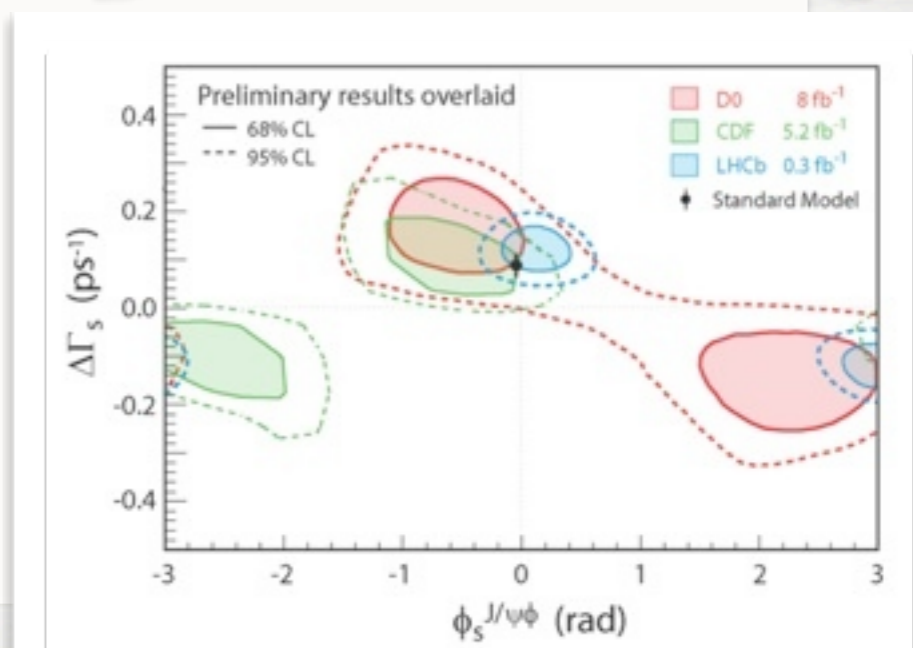 Preliminary results overlaid
68% CL
95% CL
D0 8 fb⁻¹
CDF 5.2 fb⁻¹
LHCb 0.3 fb⁻¹
Standard Model
0.4
0.2
0.0
-0.2
-0.4
ΔΓs (ps⁻¹)
-3 -2 -1 0 1 2 3
ϕs^J/ψϕ (rad)